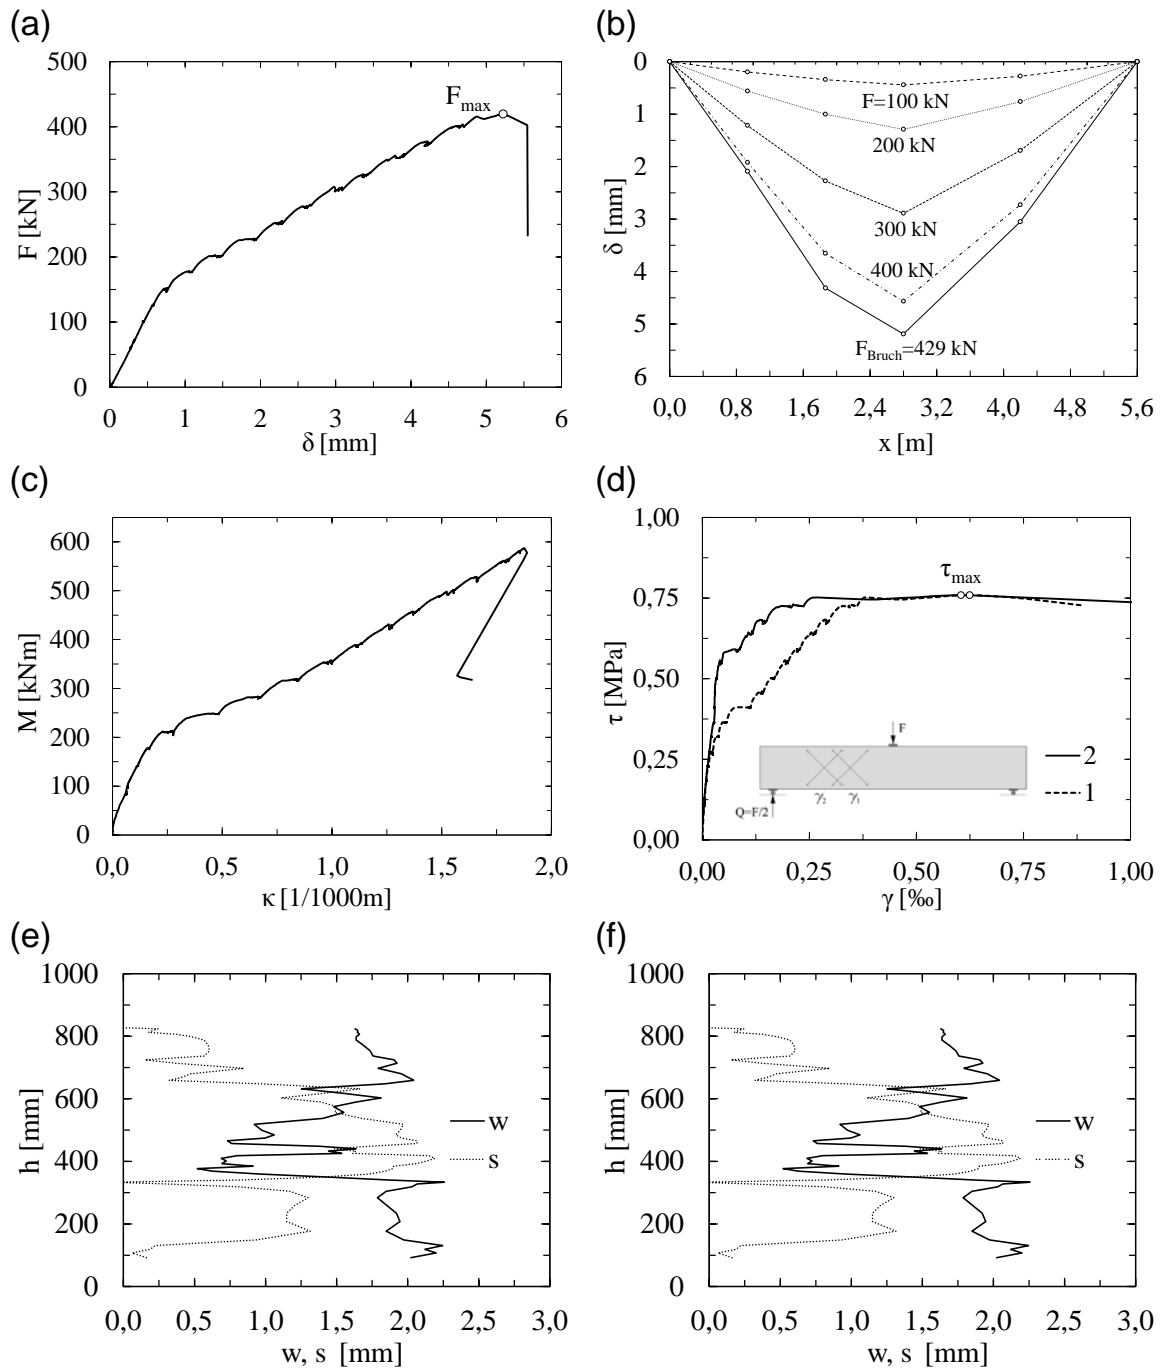 (a)
500
400
300
200
100
0
F [kN]
F_max
0 1 2 3 4 5 6
δ [mm]
(b)
0
1
2
3
4
5
6
δ [mm]
F=100 kN
200 kN
300 kN
400 kN
F_Bruch=429 kN
0,0 0,8 1,6 2,4 3,2 4,0 4,8 5,6
x [m]
(c)
600
500
400
300
200
100
0
M [kNm]
0,0 0,5 1,0 1,5 2,0
κ [1/1000m]
(d)
1,00
0,75
0,50
0,25
0,00
τ [MPa]
τ_max
F
2
1
γ₂ γ₁
Q=F/2
0,00 0,25 0,50 0,75 1,00
γ [‰]
(e)
1000
800
600
400
200
0
h [mm]
w
s
0,0 0,5 1,0 1,5 2,0 2,5 3,0
w, s [mm]
(f)
1000
800
600
400
200
0
h [mm]
w
s
0,0 0,5 1,0 1,5 2,0 2,5 3,0
w, s [mm]